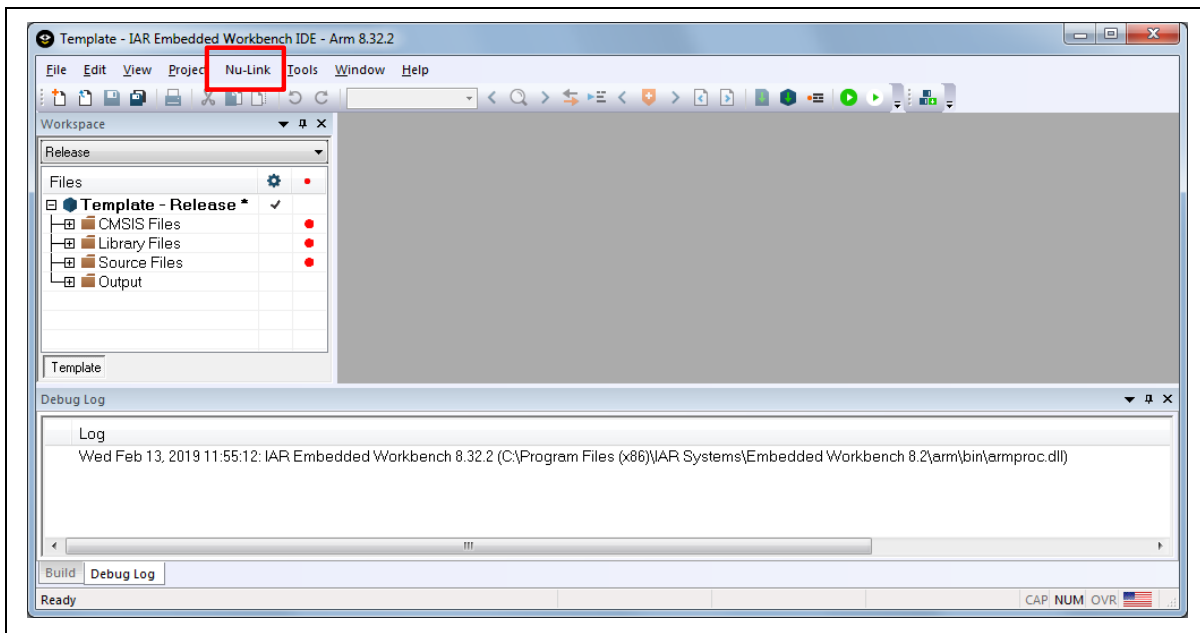 Template - IAR Embedded Workbench IDE - Arm 8.32.2
File Edit View Project Nu-Link Tools Window Help
Workspace
Release
Files
Template - Release *
CMSIS Files
Library Files
Source Files
Output
Template
Debug Log
Log
Wed Feb 13, 2019 11:55:12: IAR Embedded Workbench 8.32.2 (C:\Program Files (x86)\IAR Systems\Embedded Workbench 8.2\arm\bin\armproc.dll)
Build Debug Log
Ready CAP NUM OVR